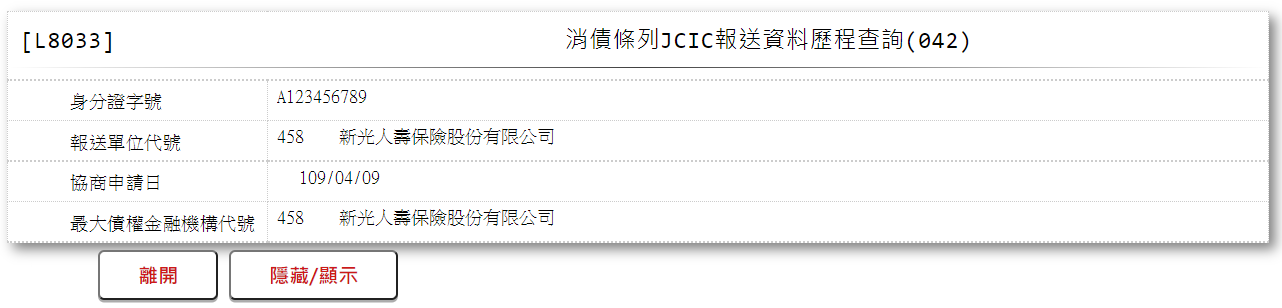 [L8033] 消債條列JCIC報送資料歷程查詢(042)
身分證字號 A123456789
報送單位代號 458 新光人壽保險股份有限公司
協商申請日 109/04/09
最大債權金融機構代號 458 新光人壽保險股份有限公司
離開 隱藏/顯示